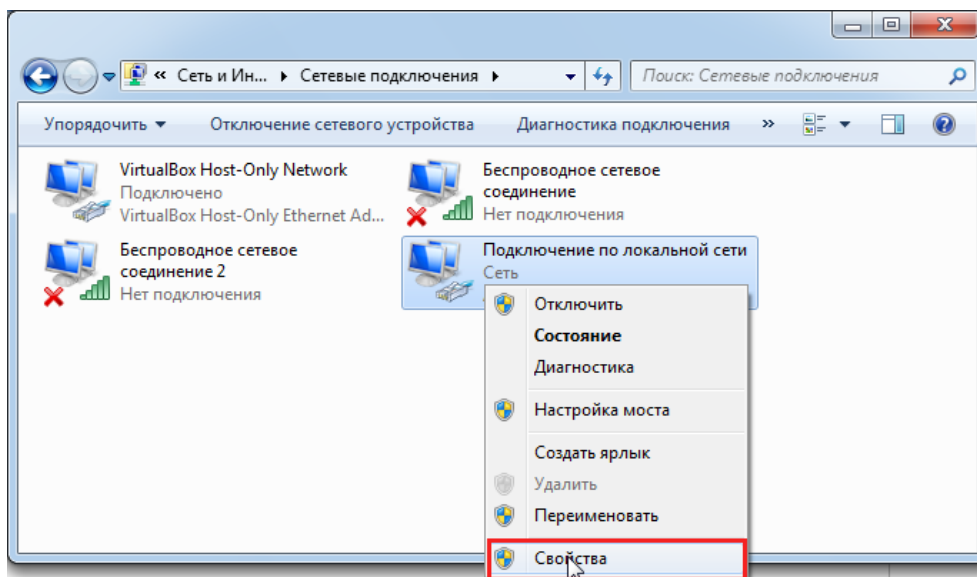 « Сеть и Ин... ▸ Сетевые подключения ▸
Поиск: Сетевые подключения
Упорядочить ▾ Отключение сетевого устройства Диагностика подключения »
VirtualBox Host-Only Network
Подключено
VirtualBox Host-Only Ethernet Ad...
Беспроводное сетевое
соединение
Нет подключения
Беспроводное сетевое
соединение 2
Нет подключения
Подключение по локальной сети
Сеть
Отключить
Состояние
Диагностика
Настройка моста
Создать ярлык
Удалить
Переименовать
Свойства